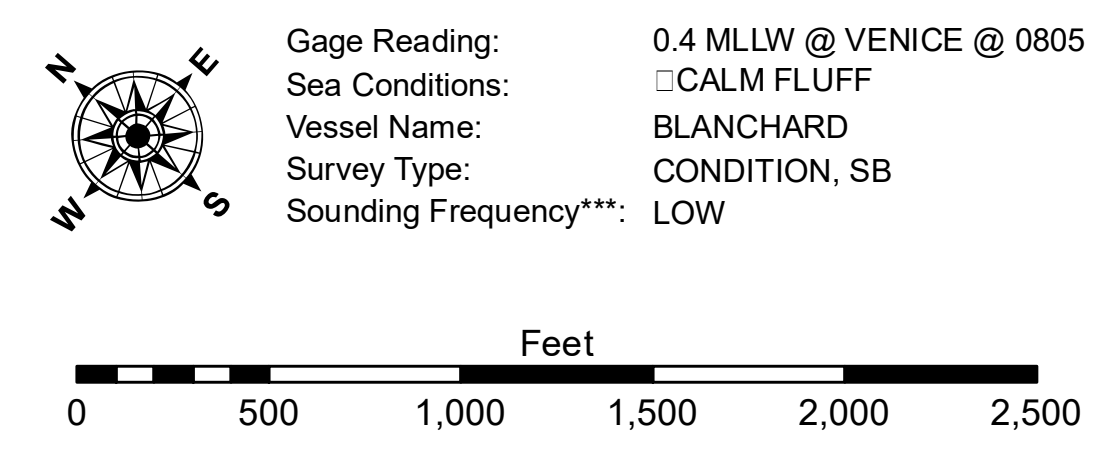 N E
W S
Gage Reading: 0.4 MLLW @ VENICE @ 0805
Sea Conditions: □CALM FLUFF
Vessel Name: BLANCHARD
Survey Type: CONDITION, SB
Sounding Frequency***: LOW
Feet
0 500 1,000 1,500 2,000 2,500